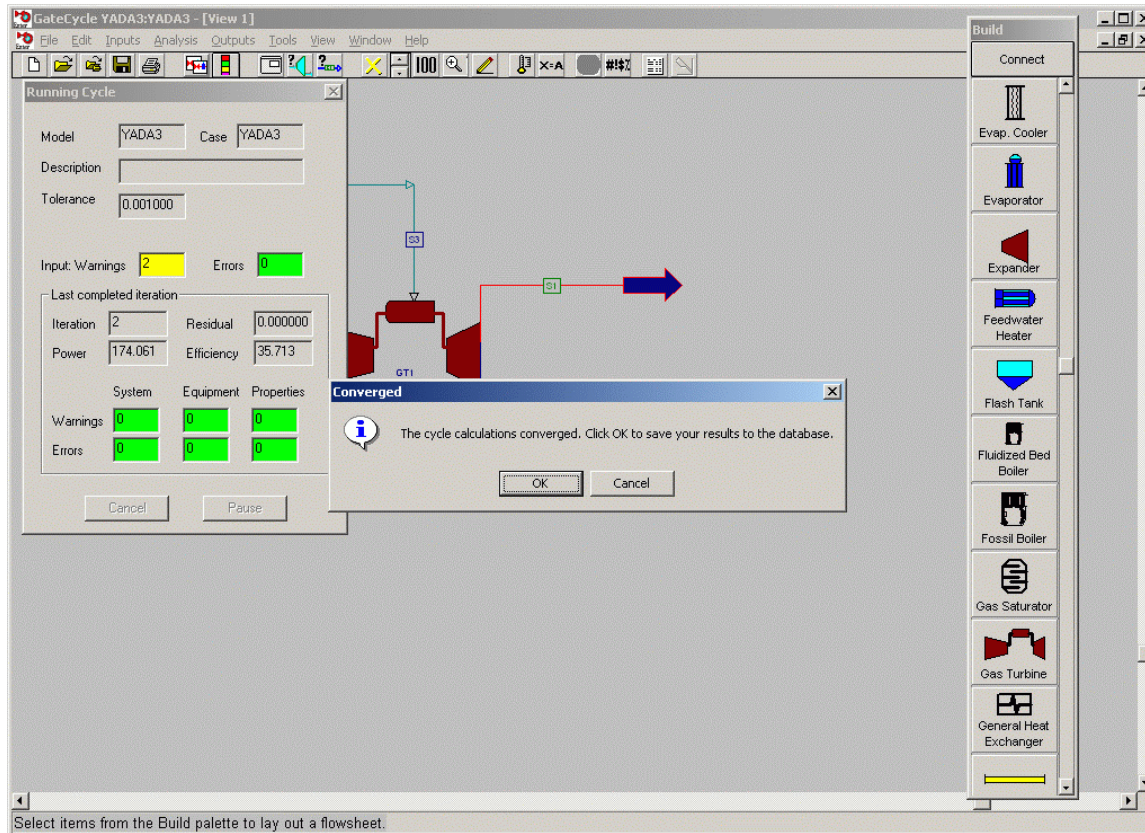 GateCycle YADA3:YADA3 - [View 1]
File Edit Inputs Analysis Outputs Tools View Window Help
100 X=A #!$%
Running Cycle
Model YADA3 Case YADA3
Description
Tolerance 0.001000
Input: Warnings 2 Errors 0
Last completed iteration
Iteration 2 Residual 0.000000
Power 174.061 Efficiency 35.713
System Equipment Properties
Warnings 0 0 0
Errors 0 0 0
Cancel Pause
S3
S1
GT1
Converged
The cycle calculations converged. Click OK to save your results to the database.
OK Cancel
Build
Connect
Evap. Cooler
Evaporator
Expander
Feedwater
Heater
Flash Tank
Fluidized Bed
Boiler
Fossil Boiler
Gas Saturator
Gas Turbine
General Heat
Exchanger
Select items from the Build palette to lay out a flowsheet.